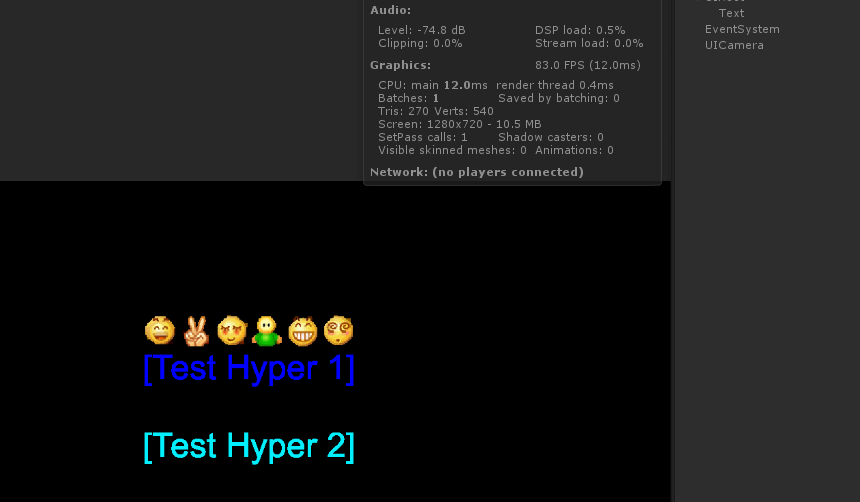 Audio:
Level: -74.8 dB DSP load: 0.5%
Clipping: 0.0% Stream load: 0.0%
Graphics: 83.0 FPS (12.0ms)
CPU: main 12.0ms render thread 0.4ms
Batches: 1 Saved by batching: 0
Tris: 270 Verts: 540
Screen: 1280x720 - 10.5 MB
SetPass calls: 1 Shadow casters: 0
Visible skinned meshes: 0 Animations: 0
Network: (no players connected)
Text
EventSystem
UICamera
[Test Hyper 1]
[Test Hyper 2]